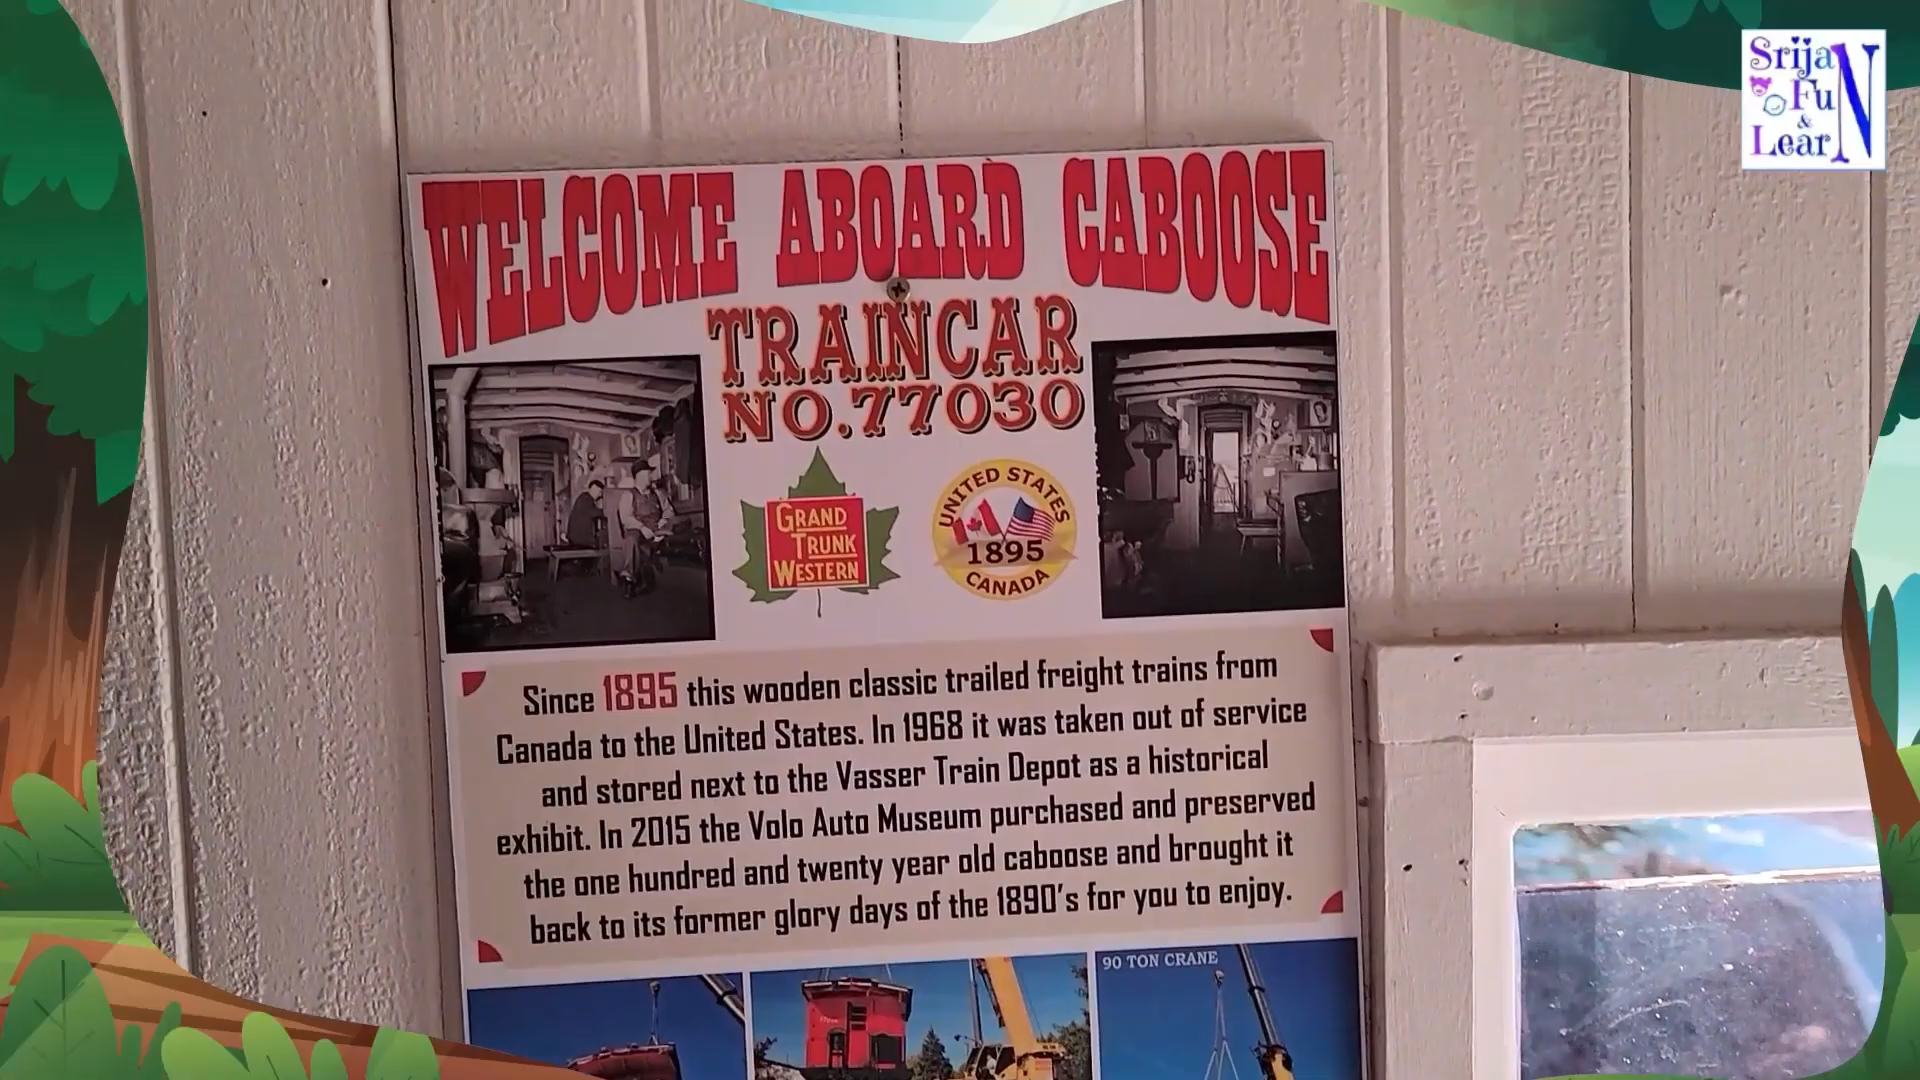 Srija
Fu
&
LearN
WELCOME ABOARD CABOOSE
TRAINCAR
NO.77030
GRAND
TRUNK
WESTERN
UNITED STATES
1895
CANADA
Since 1895 this wooden classic trailed freight trains from
Canada to the United States. In 1968 it was taken out of service
and stored next to the Vasser Train Depot as a historical
exhibit. In 2015 the Volo Auto Museum purchased and preserved
the one hundred and twenty year old caboose and brought it
back to its former glory days of the 1890's for you to enjoy.
90 TON CRANE